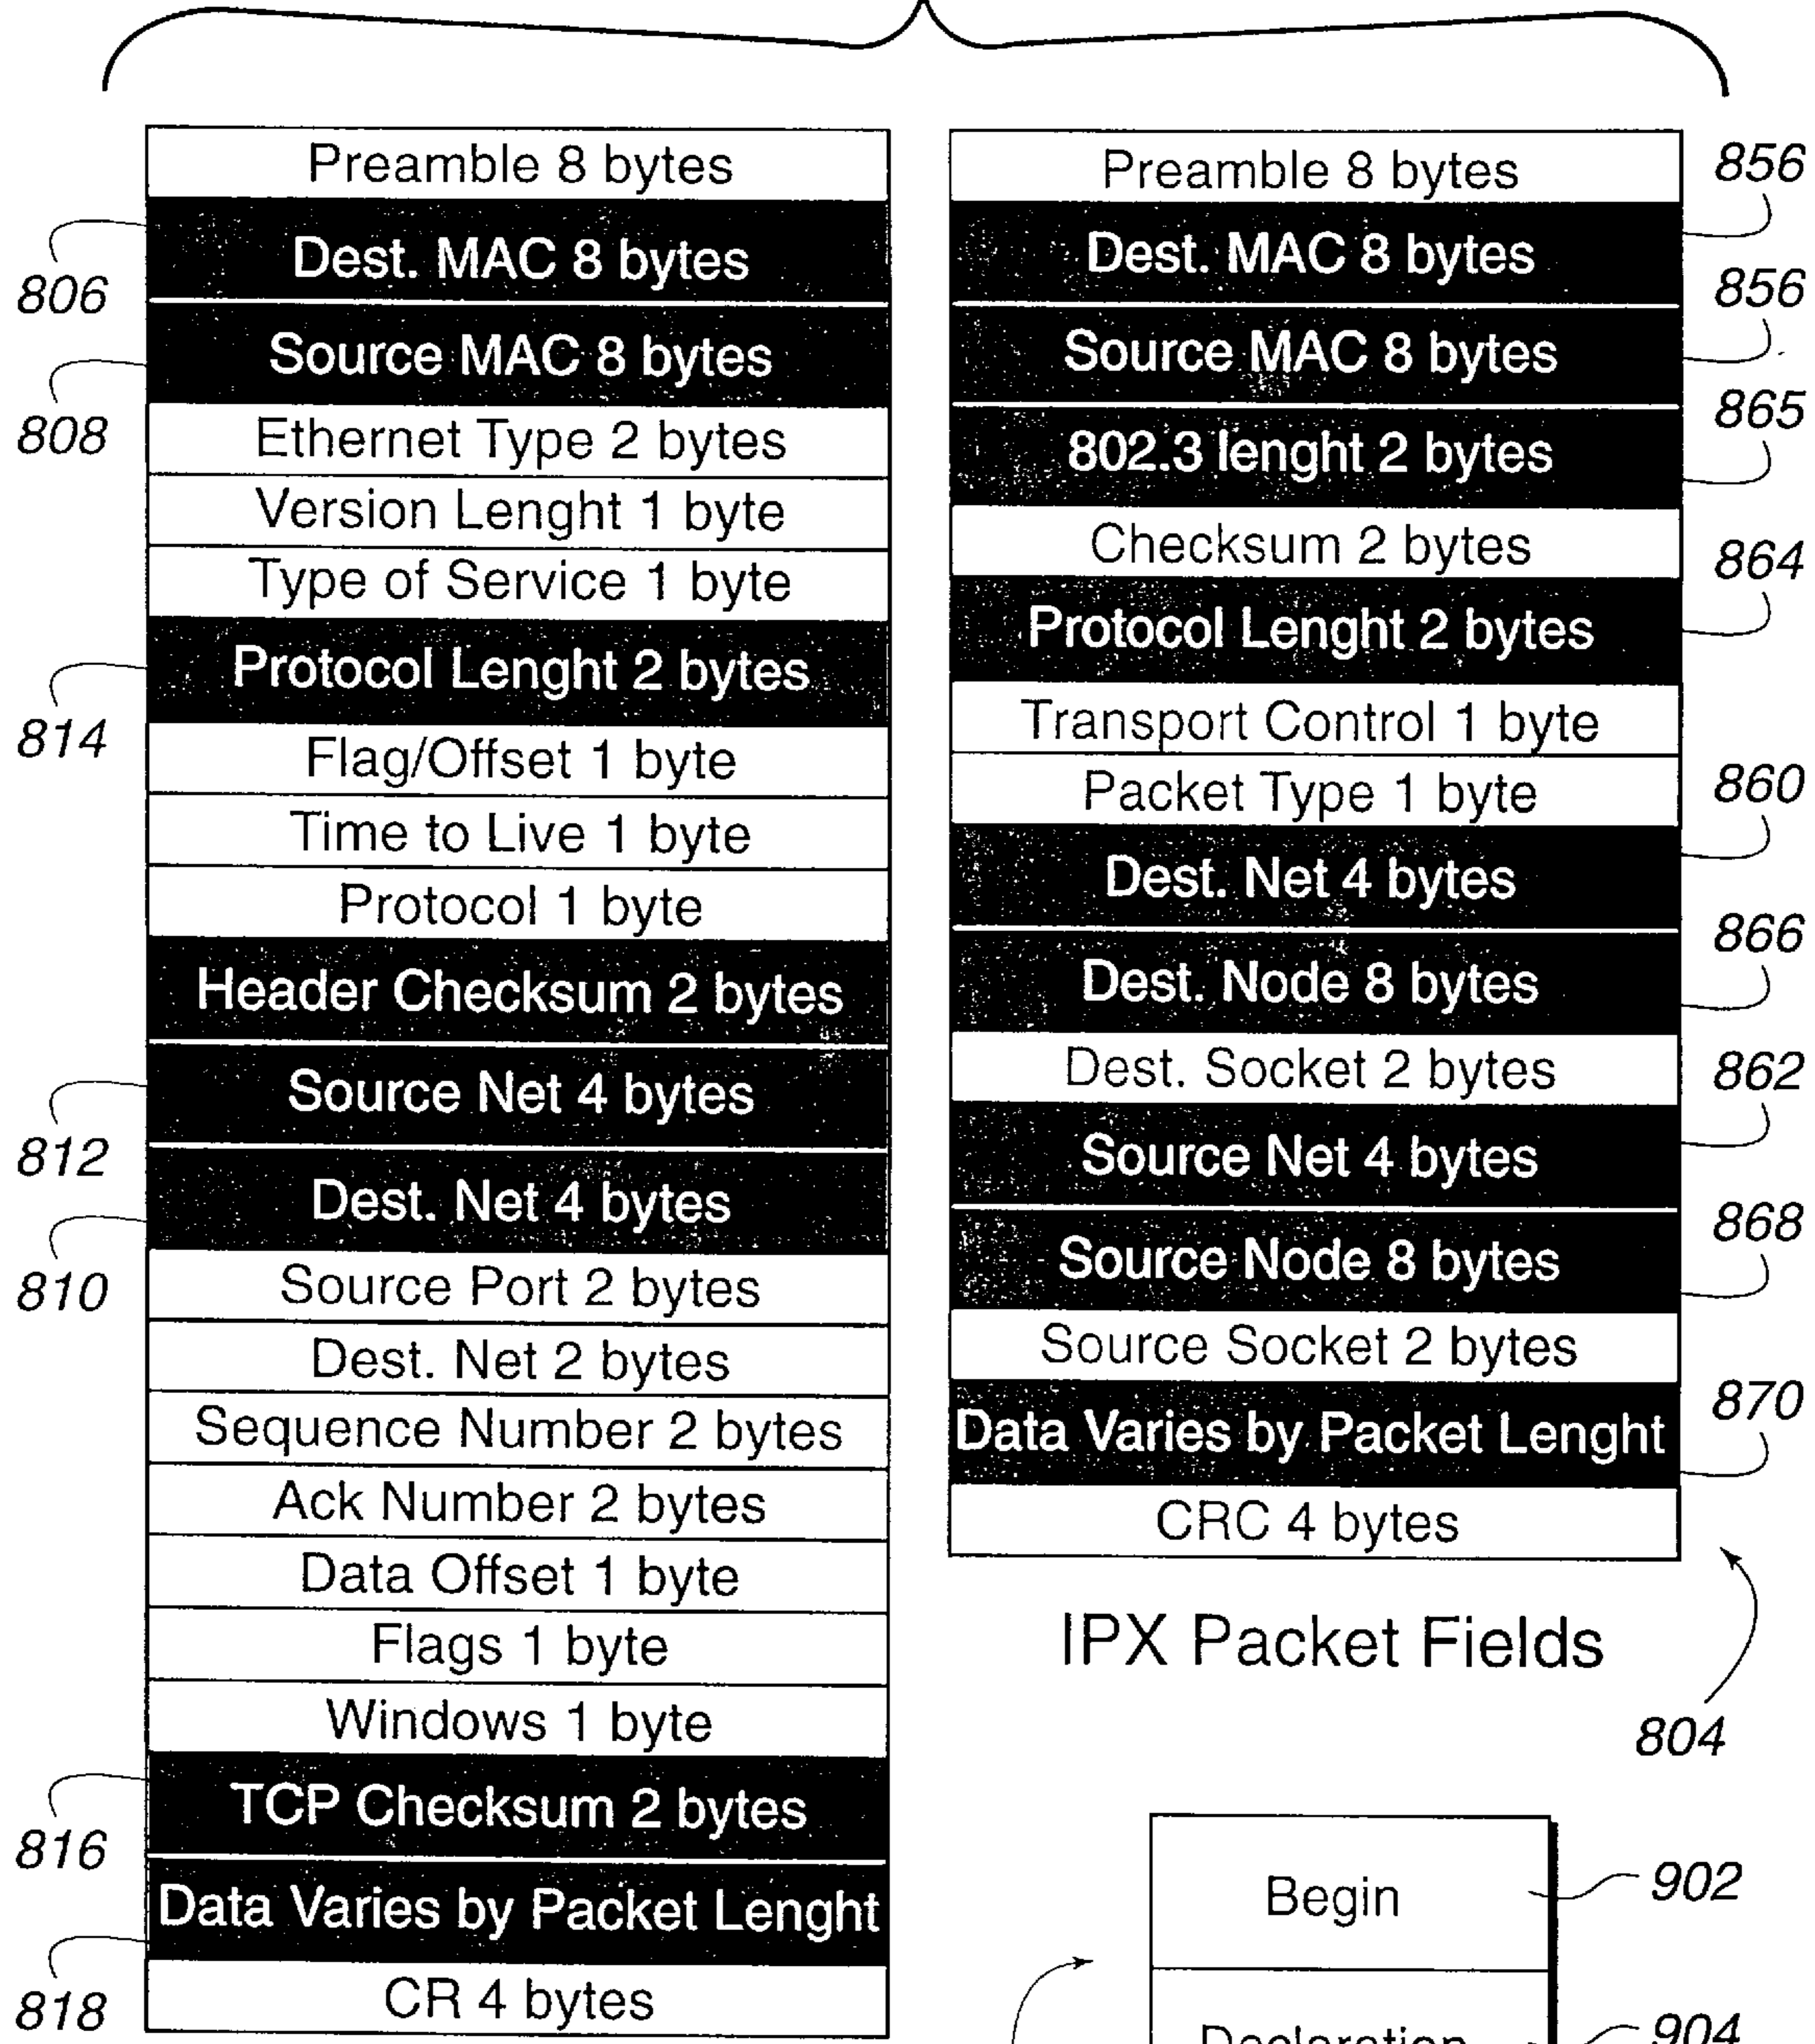 Preamble 8 bytes
Dest. MAC 8 bytes
806
Source MAC 8 bytes
808
Ethernet Type 2 bytes
Version Lenght 1 byte
Type of Service 1 byte
Protocol Lenght 2 bytes
814
Flag/Offset 1 byte
Time to Live 1 byte
Protocol 1 byte
Header Checksum 2 bytes
Source Net 4 bytes
812
Dest. Net 4 bytes
810
Source Port 2 bytes
Dest. Net 2 bytes
Sequence Number 2 bytes
Ack Number 2 bytes
Data Offset 1 byte
Flags 1 byte
Windows 1 byte
TCP Checksum 2 bytes
816
Data Varies by Packet Lenght
818
CR 4 bytes
Preamble 8 bytes
856
Dest. MAC 8 bytes
856
Source MAC 8 bytes
865
802.3 lenght 2 bytes
Checksum 2 bytes
864
Protocol Lenght 2 bytes
Transport Control 1 byte
Packet Type 1 byte
860
Dest. Net 4 bytes
866
Dest. Node 8 bytes
Dest. Socket 2 bytes
862
Source Net 4 bytes
868
Source Node 8 bytes
Source Socket 2 bytes
870
Data Varies by Packet Lenght
CRC 4 bytes
IPX Packet Fields
804
Begin
902
Declaration
904